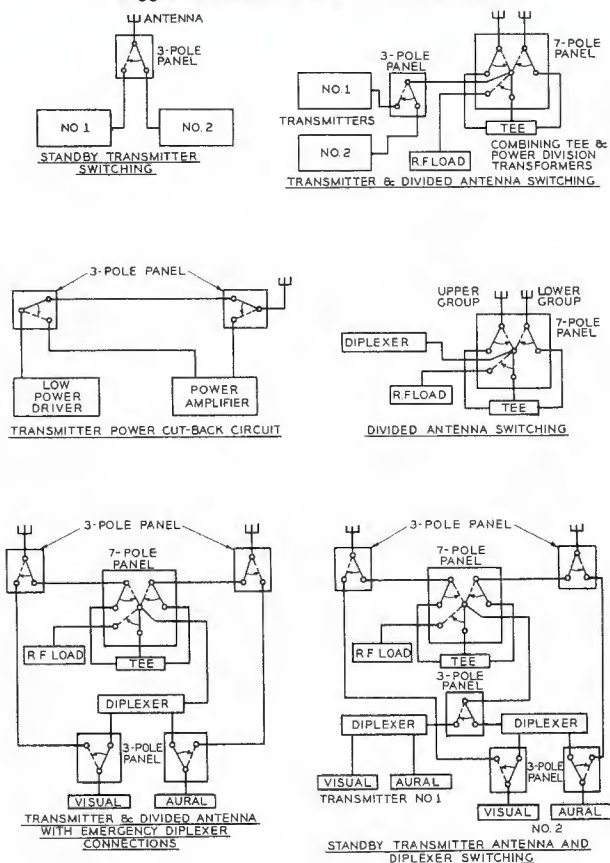 ANTENNA
3-POLE
PANEL
NO.1
NO. 2
STANDBY TRANSMITTER
SWITCHING
3-POLE
PANEL
7-POLE
PANEL
NO.1
TRANSMITTERS
NO.2
R.F LOAD
TEE
COMBINING TEE &
POWER DIVISION
TRANSFORMERS
TRANSMITTER & DIVIDED ANTENNA SWITCHING
3-POLE PANEL
LOW
POWER
DRIVER
POWER
AMPLIFIER
TRANSMITTER POWER CUT-BACK CIRCUIT
UPPER
GROUP
LOWER
GROUP
7-POLE
PANEL
DIPLEXER
R.F LOAD
TEE
DIVIDED ANTENNA SWITCHING
3-POLE PANEL
7-POLE
PANEL
R F LOAD
TEE
DIPLEXER
3-POLE
PANEL
VISUAL
AURAL
TRANSMITTER & DIVIDED ANTENNA
WITH EMERGENCY DIPLEXER
CONNECTIONS
3-POLE PANEL
7-POLE
PANEL
R.F LOAD
TEE
3-POLE
PANEL
DIPLEXER
DIPLEXER
3-POLE
PANEL
VISUAL
AURAL
TRANSMITTER NO 1
VISUAL
AURAL
NO. 2
STANDBY TRANSMITTER ANTENNA AND
DIPLEXER SWITCHING